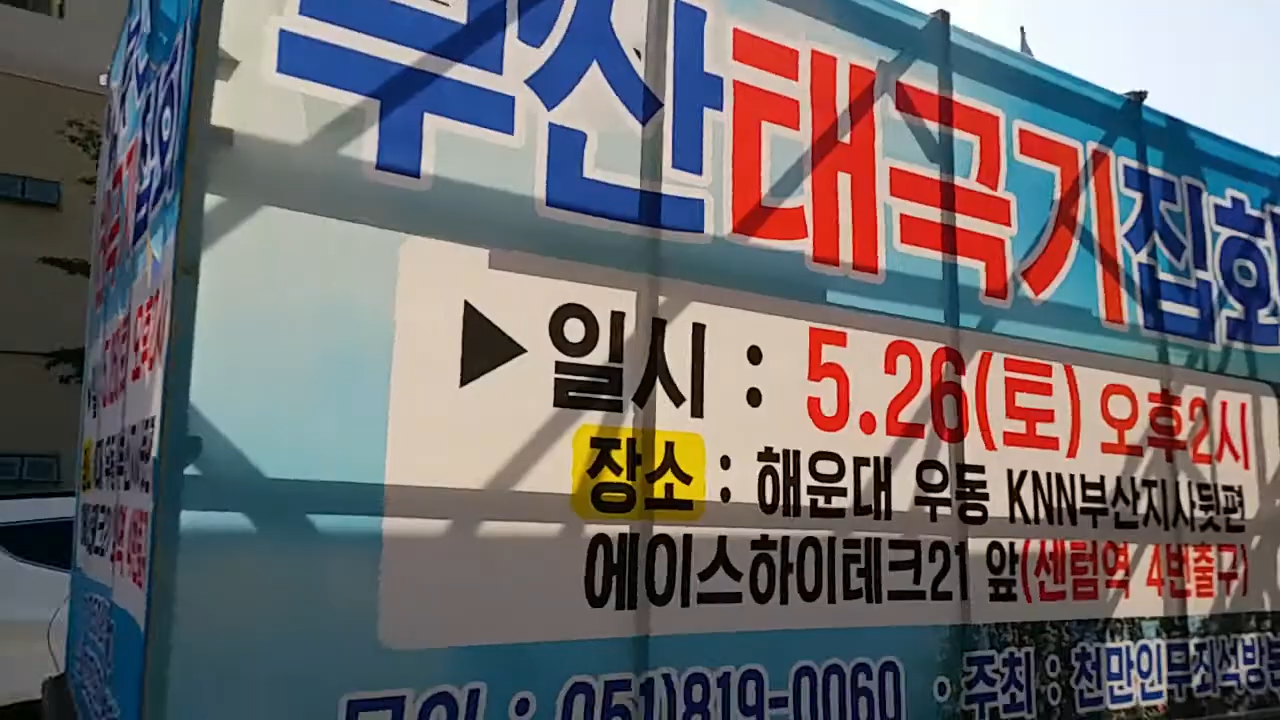 부산태극기집회
▶일시 : 5.26(토) 오후2시
장소 : 해운대 우동 KNN부산지사뒷편
에이스하이테크21 앞(센텀역 4번출구)
문의 : 051)819-0060 · 주최 : 천만인무죄석방본